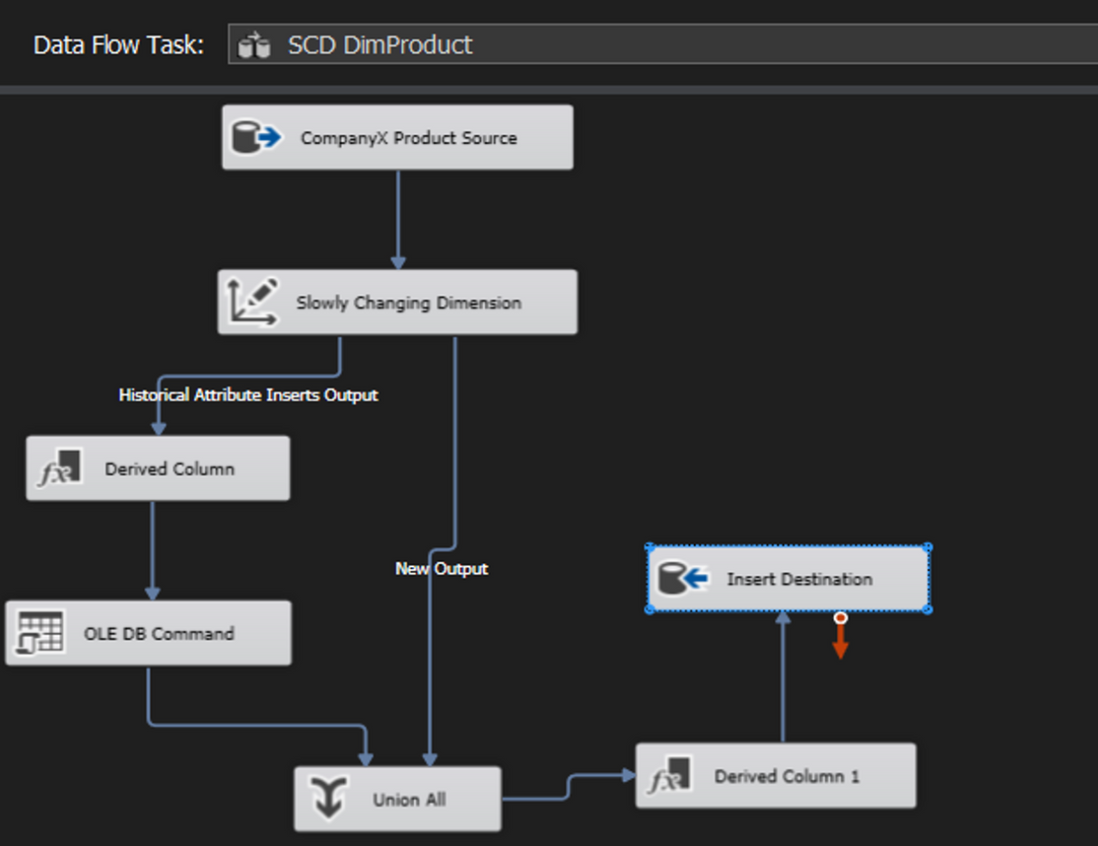 Data Flow Task:
SCD DimProduct
CompanyX Product Source
Slowly Changing Dimension
Historical Attribute Inserts Output
Derived Column
New Output
Insert Destination
OLE DB Command
Derived Column 1
Union All